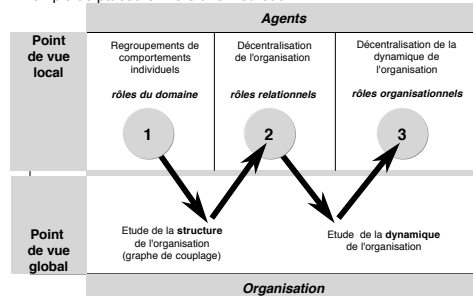 Agents
Point
de vue
local
Regroupements de
comportements
individuels
rôles du domaine
Décentralisation
de l'organisation
rôles relationnels
Décentralisation de la
dynamique de
l'organisation
rôles organisationnels
1
2
3
Point
de vue
global
Etude de la structure
de l'organisation
(graphe de couplage)
Etude de la dynamique
de l'organisation
Organisation